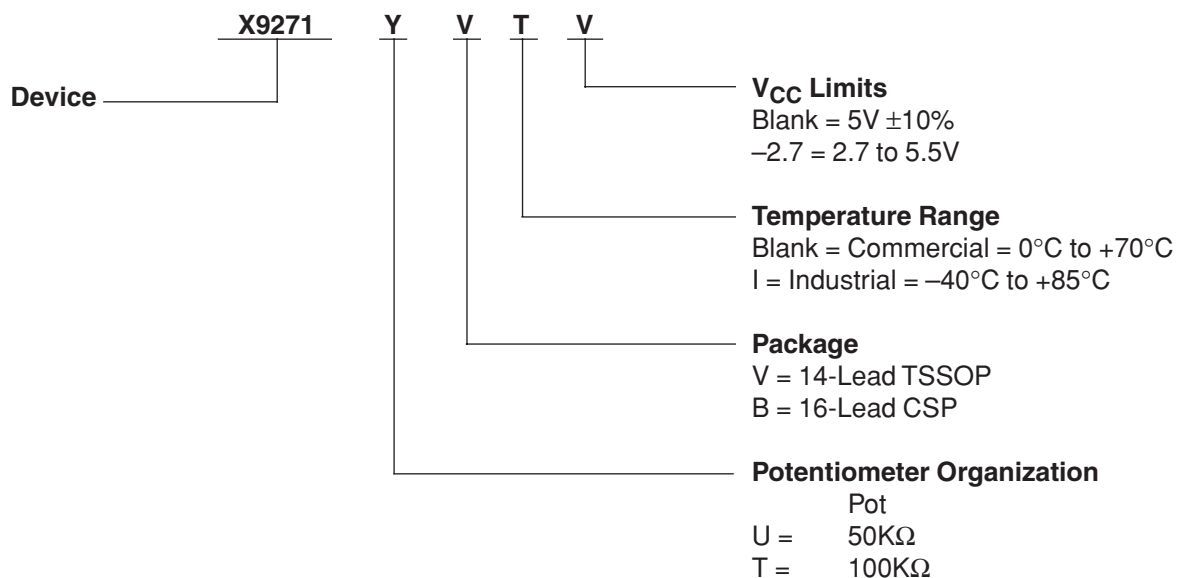 X9271 Y V T V
Device
VCC Limits
Blank = 5V ±10%
–2.7 = 2.7 to 5.5V
Temperature Range
Blank = Commercial = 0°C to +70°C
I = Industrial = –40°C to +85°C
Package
V = 14-Lead TSSOP
B = 16-Lead CSP
Potentiometer Organization
Pot
U = 50KΩ
T = 100KΩ